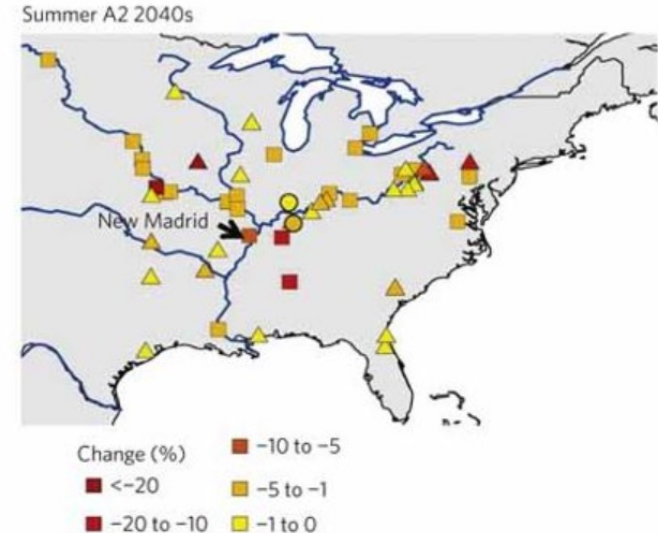 Summer A2 2040s
New Madrid
Change (%)
<−20
−20 to −10
−10 to −5
−5 to −1
−1 to 0